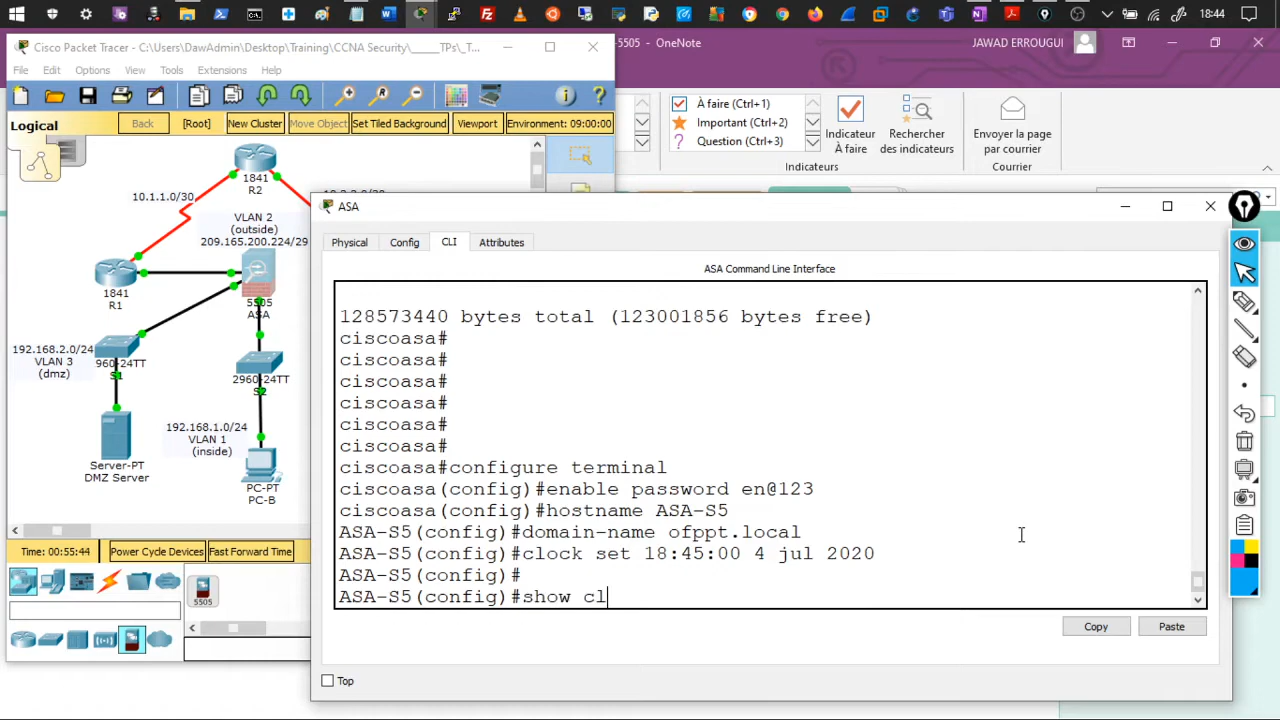 18:44
Cisco Packet Tracer - C:\Users\DawAdmin\Desktop\Training\CCNA Security\_____TPs\_T...
-5505 - OneNote
JAWAD ERROUGUI
File Edit Options View Tools Extensions Help
À faire (Ctrl+1)
Important (Ctrl+2)
Question (Ctrl+3)
Indicateur
À faire
Rechercher
des indicateurs
Envoyer la page
par courrier
Indicateurs
Courrier
Logical
Back
[Root]
New Cluster
Move Object
Set Tiled Background
Viewport
Environment: 09:00:00
1841
R2
10.1.1.0/30
VLAN 2
(outside)
209.165.200.224/29
1841
R1
5505
ASA
192.168.2.0/24
VLAN 3
(dmz)
960-24TT
S1
2960-24TT
S2
192.168.1.0/24
VLAN 1
(inside)
Server-PT
DMZ Server
PC-PT
PC-B
Time: 00:55:44
Power Cycle Devices
Fast Forward Time
5505
ASA
Physical
Config
CLI
Attributes
ASA Command Line Interface
128573440 bytes total (123001856 bytes free)
ciscoasa#
ciscoasa#
ciscoasa#
ciscoasa#
ciscoasa#
ciscoasa#
ciscoasa#configure terminal
ciscoasa(config)#enable password en@123
ciscoasa(config)#hostname ASA-S5
ASA-S5(config)#domain-name ofppt.local
ASA-S5(config)#clock set 18:45:00 4 jul 2020
ASA-S5(config)#
ASA-S5(config)#show cl
Copy
Paste
Top